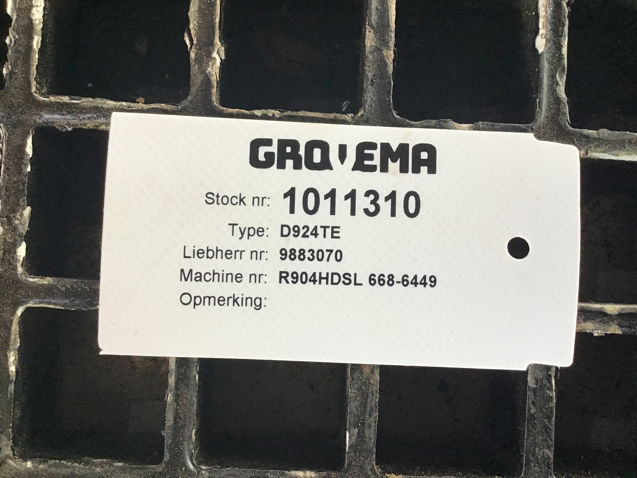 GROVEMA
Stock nr: 1011310
Type: D924TE
Liebherr nr: 9883070
Machine nr: R904HDSL 668-6449
Opmerking: